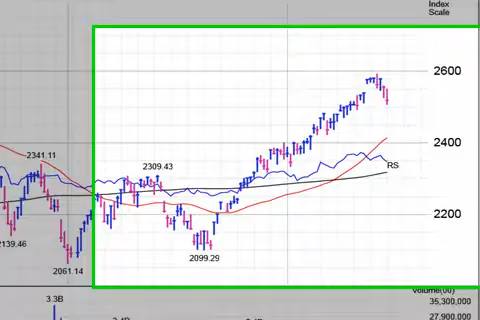 Index
Scale
2600
2400
2341.11
2309.43
RS
2200
2139.46
2099.29
2061.14
Volume(00)
3.3B
35,300,000
27,900,000